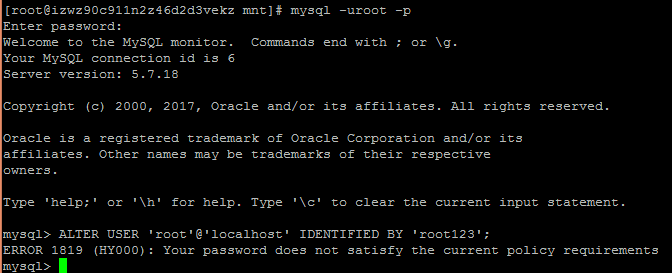 [root@izwz90c911n2z46d2d3vekz mnt]# mysql -uroot -p
Enter password:
Welcome to the MySQL monitor.  Commands end with ; or \g.
Your MySQL connection id is 6
Server version: 5.7.18
Copyright (c) 2000, 2017, Oracle and/or its affiliates. All rights reserved.
Oracle is a registered trademark of Oracle Corporation and/or its
affiliates. Other names may be trademarks of their respective
owners.
Type 'help;' or '\h' for help. Type '\c' to clear the current input statement.
mysql> ALTER USER 'root'@'localhost' IDENTIFIED BY 'root123';
ERROR 1819 (HY000): Your password does not satisfy the current policy requirements
mysql>